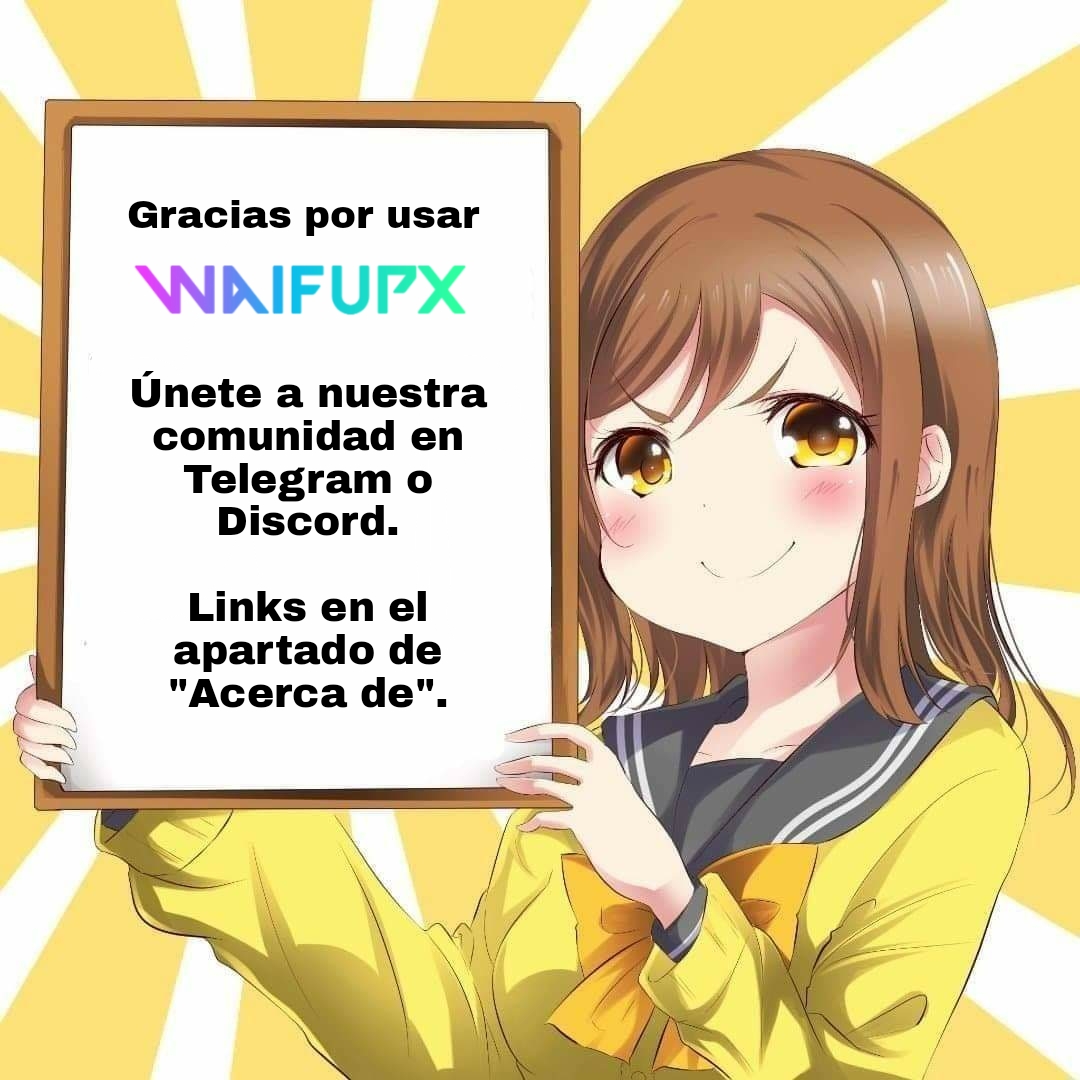 Gracias por usar
WAIFUPX
Únete a nuestra
comunidad en
Telegram o
Discord.
Links en el
apartado de
"Acerca de".